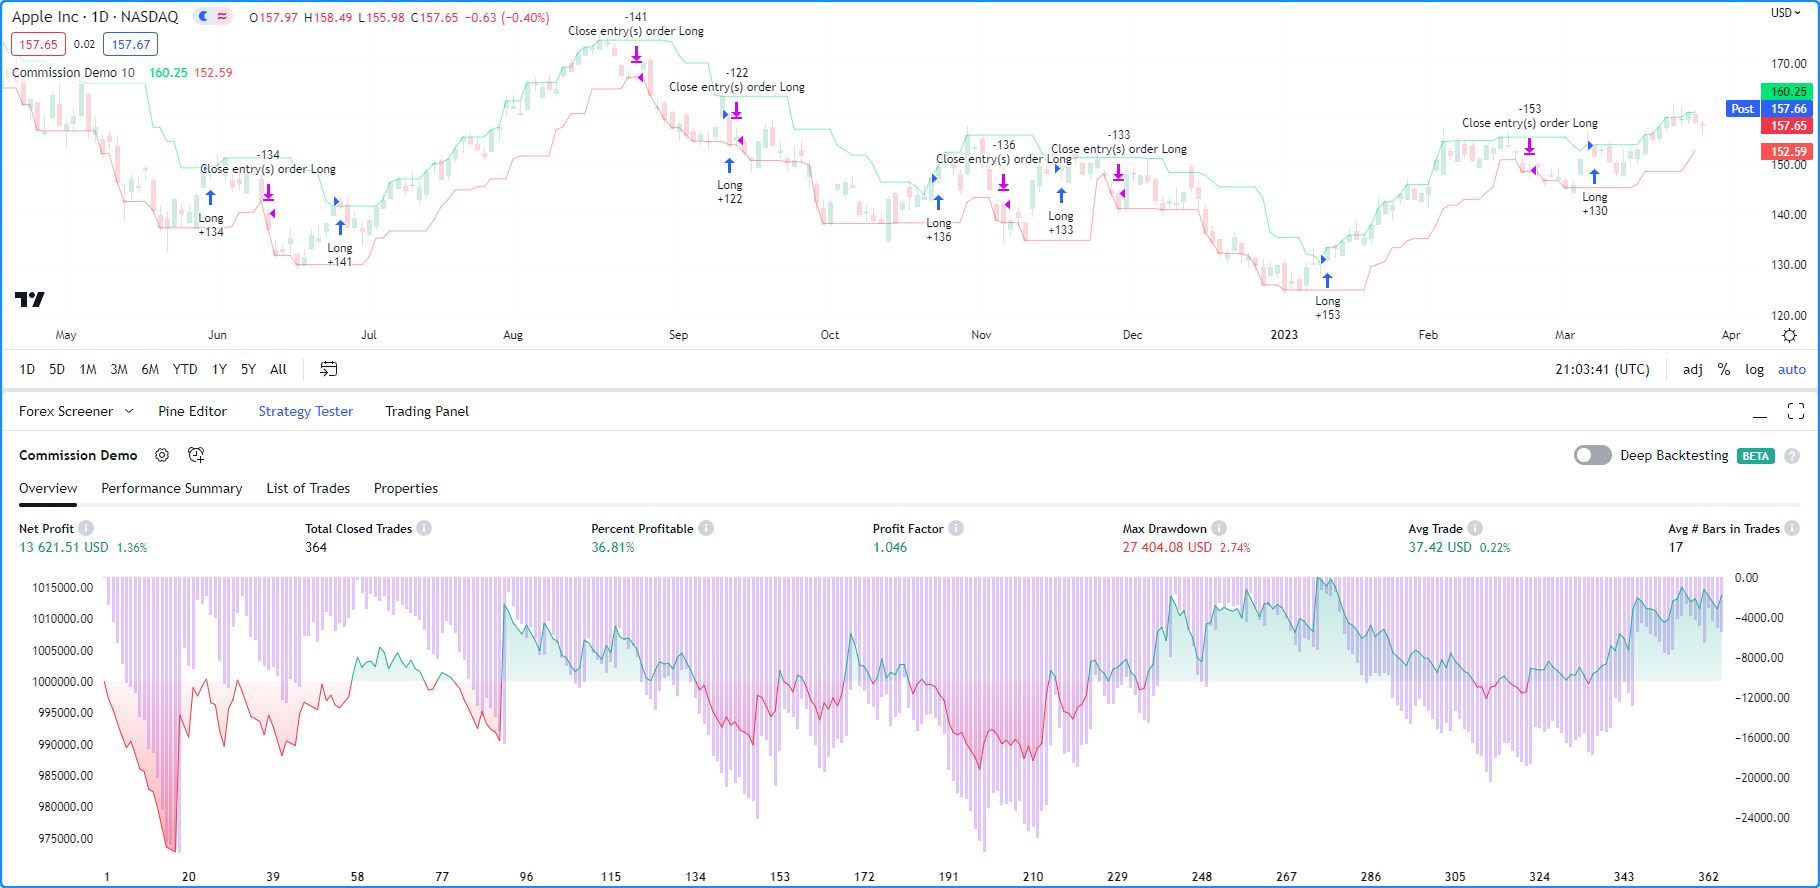 Apple Inc · 1D · NASDAQ O157.97 H158.49 L155.98 C157.65 −0.63 (−0.40%)
157.65 0.02 157.67
Commission Demo 10 160.25 152.59
USD
-141
Close entry(s) order Long
-122
Close entry(s) order Long
-134
Close entry(s) order Long
-136
Close entry(s) order Long
-133
Close entry(s) order Long
-153
Close entry(s) order Long
Long
+134
Long
+141
Long
+122
Long
+136
Long
+133
Long
+153
Long
+130
170.00
160.25
Post 157.66
157.65
152.59
150.00
140.00
130.00
120.00
May Jun Jul Aug Sep Oct Nov Dec 2023 Feb Mar Apr
1D 5D 1M 3M 6M YTD 1Y 5Y All 21:03:41 (UTC) adj % log auto
Forex Screener Pine Editor Strategy Tester Trading Panel
Commission Demo Deep Backtesting BETA
Overview Performance Summary List of Trades Properties
Net Profit Total Closed Trades Percent Profitable Profit Factor Max Drawdown Avg Trade Avg # Bars in Trades
13 621.51 USD 1.36% 364 36.81% 1.046 27 404.08 USD 2.74% 37.42 USD 0.22% 17
1015000.00
1010000.00
1005000.00
1000000.00
995000.00
990000.00
985000.00
980000.00
975000.00
0.00
−4000.00
−8000.00
−12000.00
−16000.00
−20000.00
−24000.00
1 20 39 58 77 96 115 134 153 172 191 210 229 248 267 286 305 324 343 362